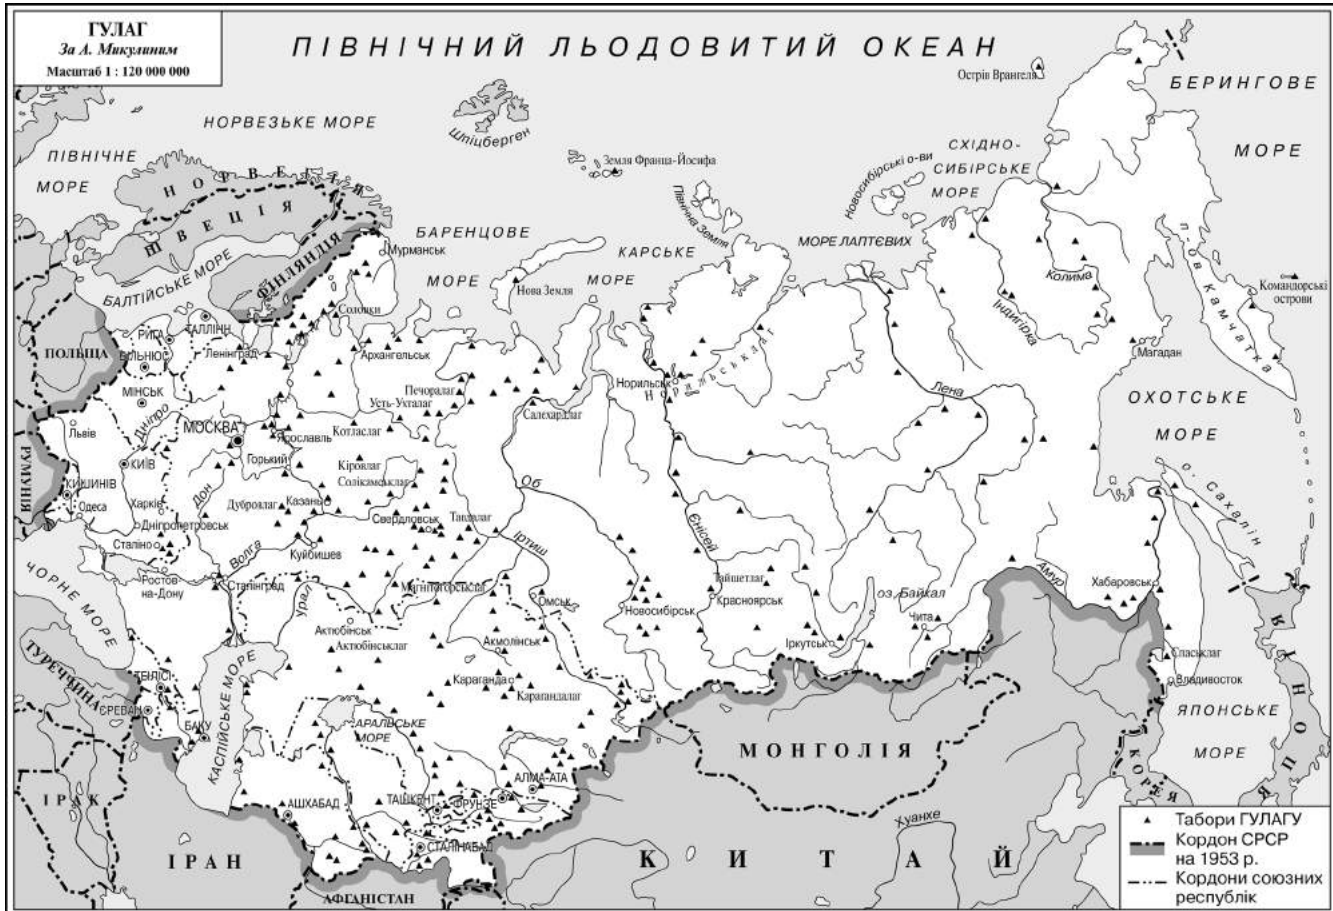 ГУЛАГ
За А. Микулиним
Масштаб 1 : 120 000 000
ПІВНІЧНИЙ ЛЬОДОВИТИЙ ОКЕАН
Острів Врангеля
БЕРИНГОВЕ
МОРЕ
НОРВЕЗЬКЕ МОРЕ
Шпіцберген
ПІВНІЧНЕ
МОРЕ
Земля Франца-Йосифа
СХІДНО-
СИБІРСЬКЕ
МОРЕ
Новосибірські о-ви
Північна Земля
НОРВЕГІЯ
ШВЕЦІЯ
ФІНЛЯНДІЯ
БАРЕНЦОВЕ
МОРЕ
КАРСЬКЕ
МОРЕ
МОРЕ ЛАПТЄВИХ
п-ов Камчатка
Командорські
острови
Мурманськ
Нова Земля
Колима
Індигірка
БАЛТІЙСЬКЕ МОРЕ
Соловки
РИГА
ТАЛЛІНН
ПОЛЬЩА
ВІЛЬНЮС
Ленінград
Архангельськ
Магадан
Норильськ
Норильськлаг
Печоралаг
Усть-Ухталаг
Салехардлаг
Лена
МІНСЬК
Дніпро
ОХОТСЬКЕ
МОРЕ
Львів
МОСКВА
Ярославль
Котласлаг
РУМУНІЯ
КИЇВ
Горький
Кіровлаг
Солікамськлаг
КИШИНІВ
Одеса
Харків
Дон
Дубровлаг
Казань
Об
о. Сахалін
Дніпропетровськ
Свердловськ
Тавдалаг
Іртиш
Єнісей
Сталіно
Волга
Куйбишев
ЧОРНЕ МОРЕ
Ростов
на-Дону
Сталінград
Урал
Магнітогорськлаг
Омськ
Новосибірськ
Тайшетлаг
Красноярськ
оз. Байкал
Амур
Хабаровськ
Чита
Актюбінськ
Актюбінськлаг
Акмолінськ
Іркутськ
ТУРЕЧЧИНА
ТБІЛІСІ
Караганда
Карагандалаг
Спаськлаг
Владивосток
ЄРЕВАН
БАКУ
КАСПІЙСЬКЕ МОРЕ
АРАЛЬСЬКЕ
МОРЕ
ЯПОНСЬКЕ
МОРЕ
МОНГОЛІЯ
КОРЕЯ
ЯПОНІЯ
ІРАК
АШХАБАД
ТАШКЕНТ
ФРУНЗЕ
АЛМА-АТА
СТАЛІНАБАД
Хуанхе
ІРАН
АФГАНІСТАН
КИТАЙ
Табори ГУЛАГУ
Кордон СРСР
на 1953 р.
Кордони союзних
республік